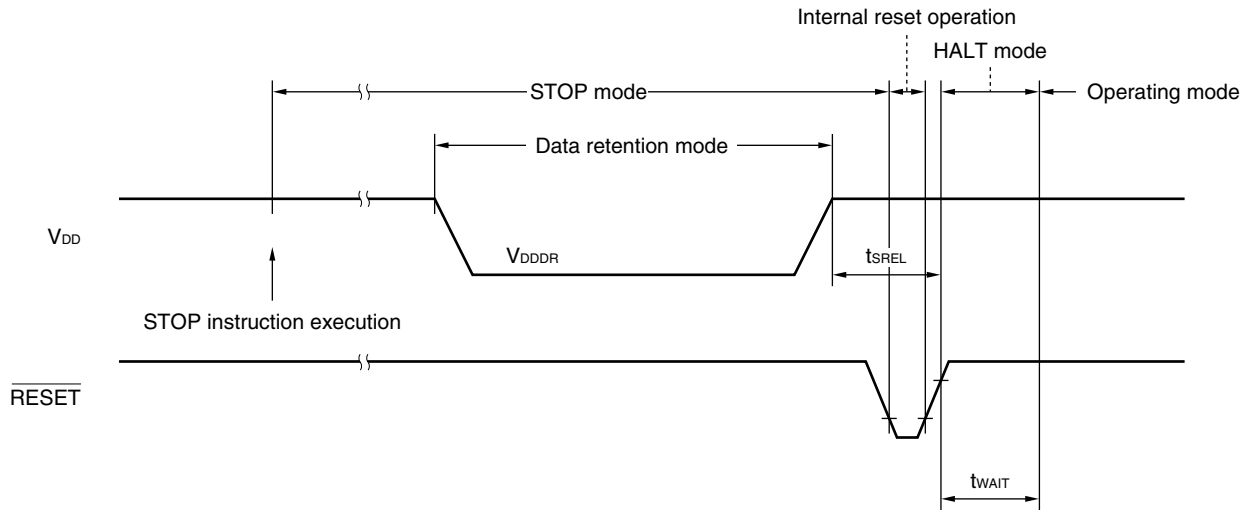 Internal reset operation
HALT mode
STOP mode
Operating mode
Data retention mode
VDD
VDDDR
tSREL
STOP instruction execution
RESET
tWAIT